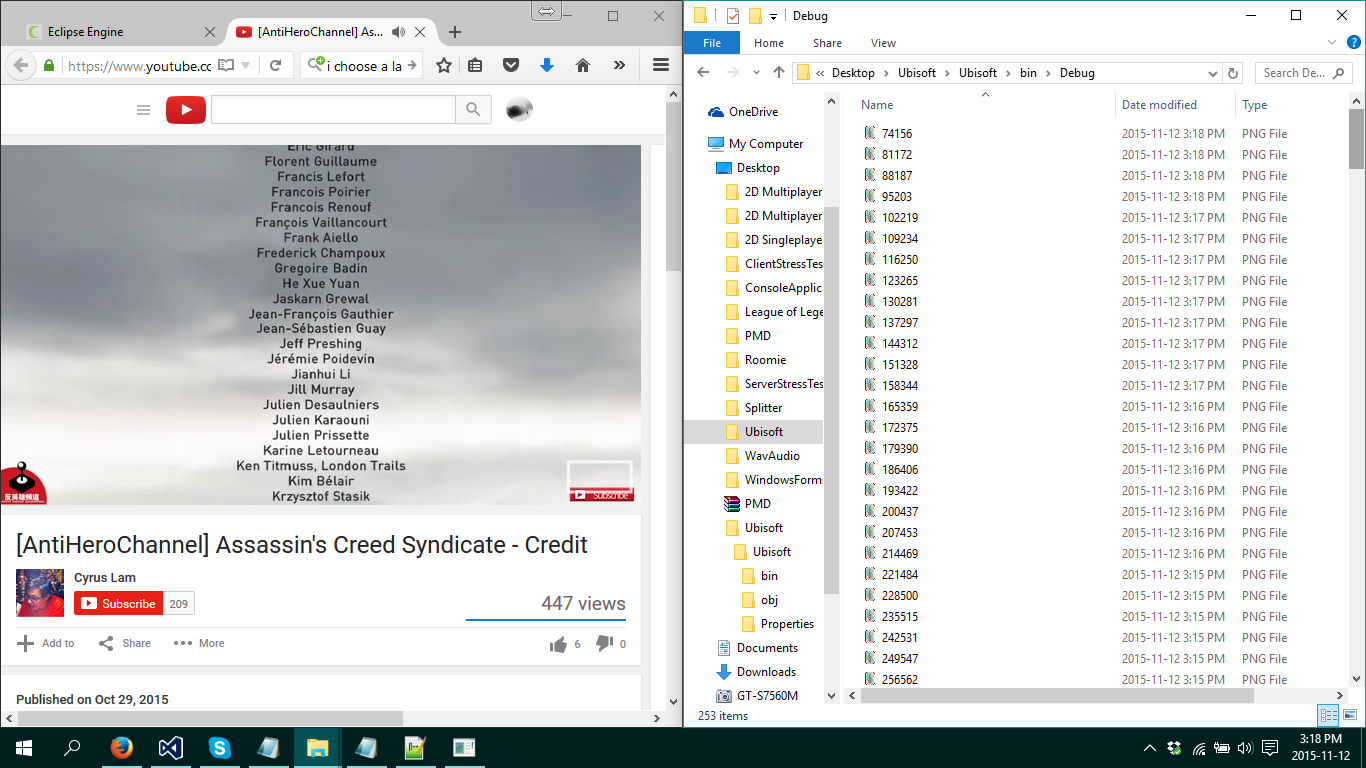 Eclipse Engine
[AntiHeroChannel] As...
https://www.youtube.co
i choose a la
Eric Girard
Florent Guillaume
Francis Lefort
Francois Poirier
Francois Renouf
François Vaillancourt
Frank Aiello
Frederick Champoux
Gregoire Badin
He Xue Yuan
Jaskarn Grewal
Jean-François Gauthier
Jean-Sébastien Guay
Jeff Preshing
Jérémie Poidevin
Jianhui Li
Jill Murray
Julien Desaulniers
Julien Karaouni
Julien Prissette
Karine Letourneau
Ken Titmuss, London Trails
Kim Bélair
Krzysztof Stasik
反英雄頻道
Subscribe
[AntiHeroChannel] Assassin's Creed Syndicate - Credit
Cyrus Lam
Subscribe 209
447 views
Add to Share More 6 0
Published on Oct 29, 2015
Debug
File Home Share View
« Desktop Ubisoft Ubisoft bin Debug
Search De...
OneDrive
My Computer
Desktop
2D Multiplayer
2D Multiplayer
2D Singleplaye
ClientStressTes
ConsoleApplica
League of Lege
PMD
Roomie
ServerStressTes
Splitter
Ubisoft
WavAudio
WindowsForm
PMD
Ubisoft
Ubisoft
bin
obj
Properties
Documents
Downloads
GT-S7560M
Name Date modified Type
74156 2015-11-12 3:18 PM PNG File
81172 2015-11-12 3:18 PM PNG File
88187 2015-11-12 3:18 PM PNG File
95203 2015-11-12 3:18 PM PNG File
102219 2015-11-12 3:17 PM PNG File
109234 2015-11-12 3:17 PM PNG File
116250 2015-11-12 3:17 PM PNG File
123265 2015-11-12 3:17 PM PNG File
130281 2015-11-12 3:17 PM PNG File
137297 2015-11-12 3:17 PM PNG File
144312 2015-11-12 3:17 PM PNG File
151328 2015-11-12 3:17 PM PNG File
158344 2015-11-12 3:17 PM PNG File
165359 2015-11-12 3:16 PM PNG File
172375 2015-11-12 3:16 PM PNG File
179390 2015-11-12 3:16 PM PNG File
186406 2015-11-12 3:16 PM PNG File
193422 2015-11-12 3:16 PM PNG File
200437 2015-11-12 3:16 PM PNG File
207453 2015-11-12 3:16 PM PNG File
214469 2015-11-12 3:16 PM PNG File
221484 2015-11-12 3:15 PM PNG File
228500 2015-11-12 3:15 PM PNG File
235515 2015-11-12 3:15 PM PNG File
242531 2015-11-12 3:15 PM PNG File
249547 2015-11-12 3:15 PM PNG File
256562 2015-11-12 3:15 PM PNG File
253 items
3:18 PM
2015-11-12